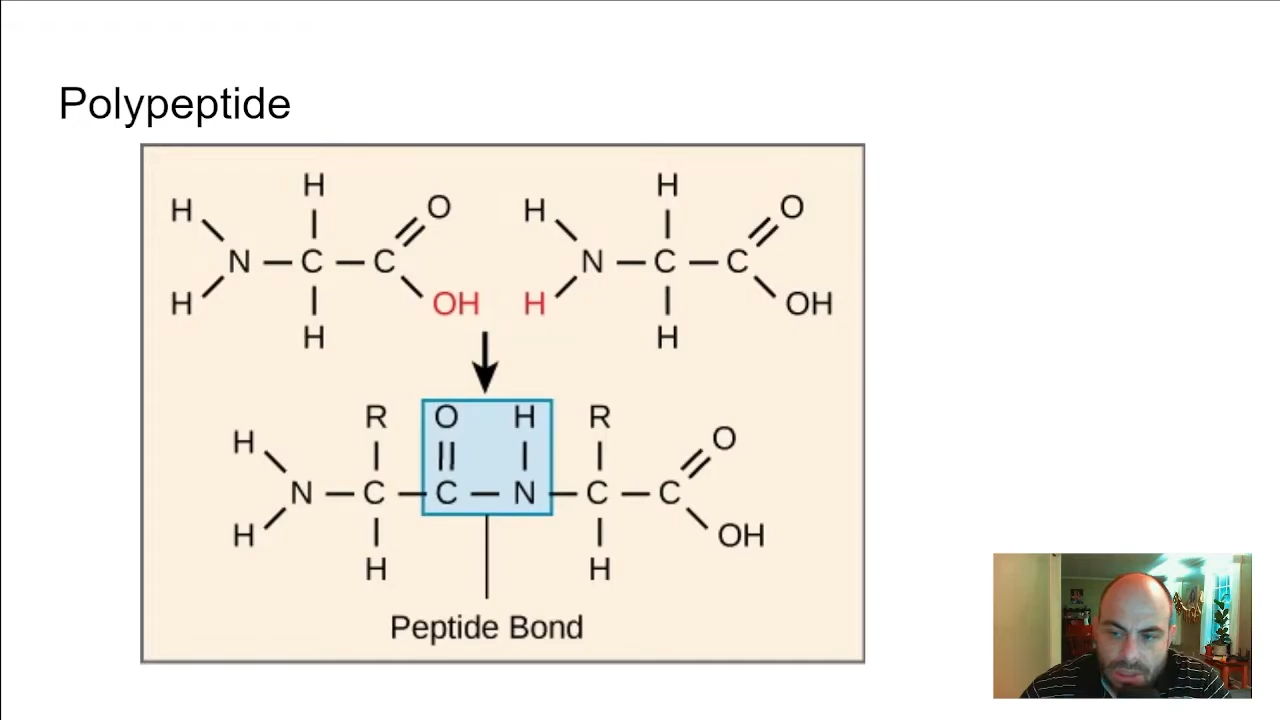 Polypeptide
H H O H H O
N C C N C C
H OH H OH
H H
R O H R O
H
N C C N C C
H OH
H H
Peptide Bond